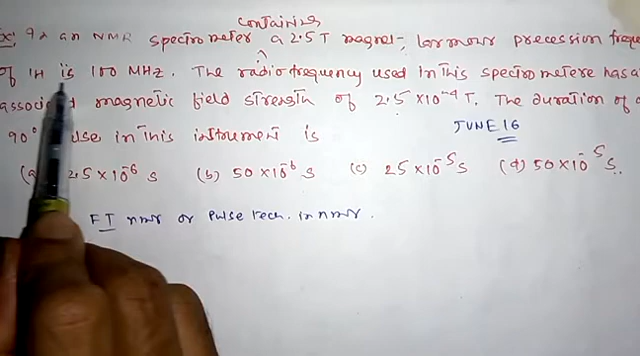 containing
Ex: In an NMR spectrometer a 2.5 T magnet, larmour precession freque
of 1H is 100 MHz. The radiofrequency used in this spectrometere has a
associated magnetic field strength of 2.5×10⁻⁴ T. The duration of a
90° pulse in this instrument is
JUNE 16
(a) 2.5×10⁻⁶ s (b) 50×10⁻⁶ s (c) 25×10⁻⁵ s (d) 50×10⁻⁵ s.
FT nmr or Pulse tech. in nmr.